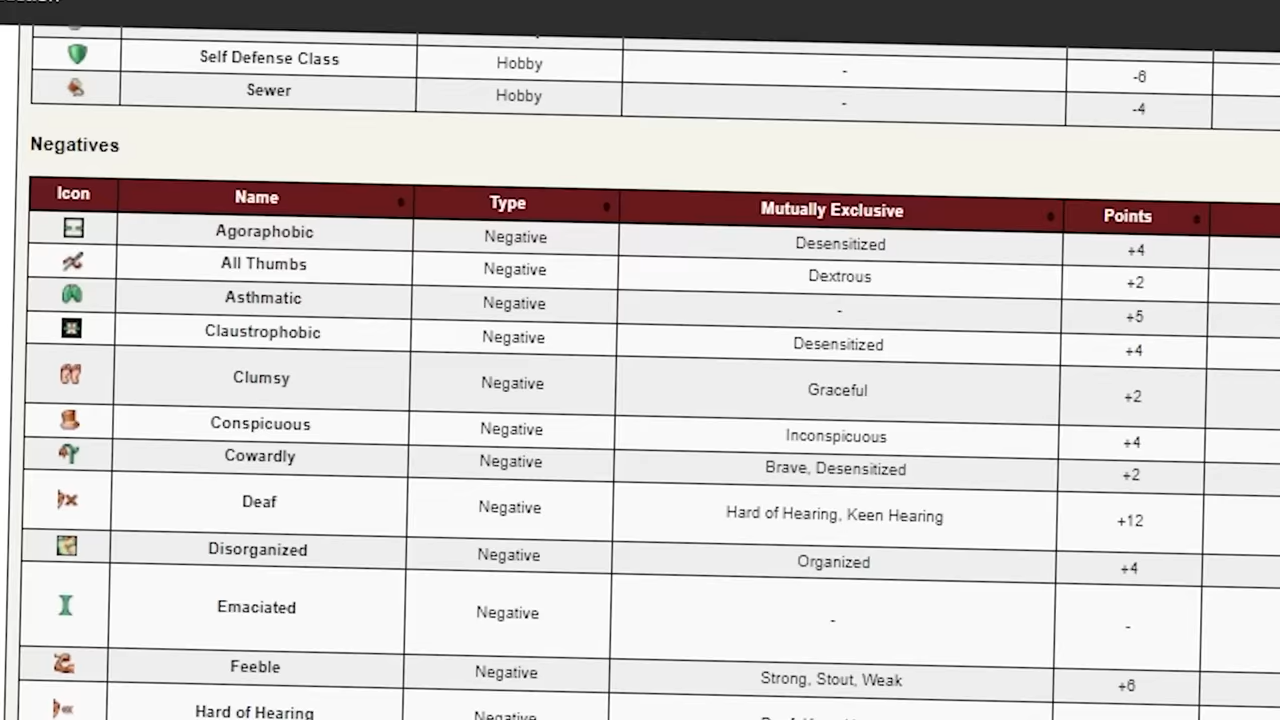 Self Defense Class Hobby - -6
Sewer Hobby - -4
Negatives
Icon Name Type Mutually Exclusive Points
Agoraphobic Negative Desensitized +4
All Thumbs Negative Dextrous +2
Asthmatic Negative - +5
Claustrophobic Negative Desensitized +4
Clumsy Negative Graceful +2
Conspicuous Negative Inconspicuous +4
Cowardly Negative Brave, Desensitized +2
Deaf Negative Hard of Hearing, Keen Hearing +12
Disorganized Negative Organized +4
Emaciated Negative - -
Feeble Negative Strong, Stout, Weak +6
Hard of Hearing Negative